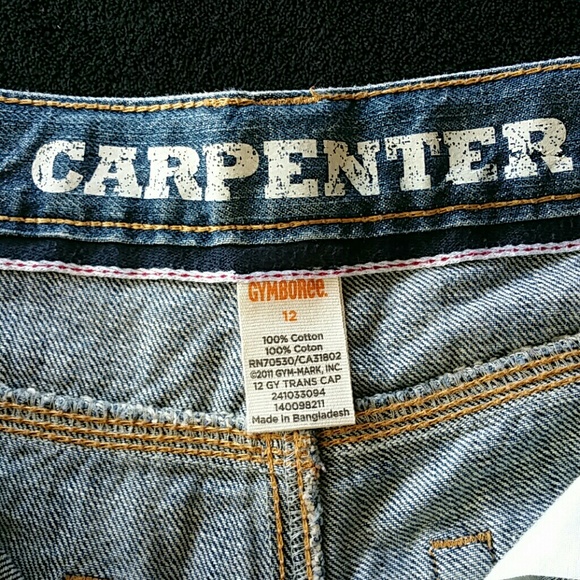 CARPENTER
GYMBOREE.
12
100% Cotton
100% Coton
RN70530/CA31802
©2011 GYM-MARK, INC.
12 GY TRANS CAP
241033094
140098211
Made in Bangladesh